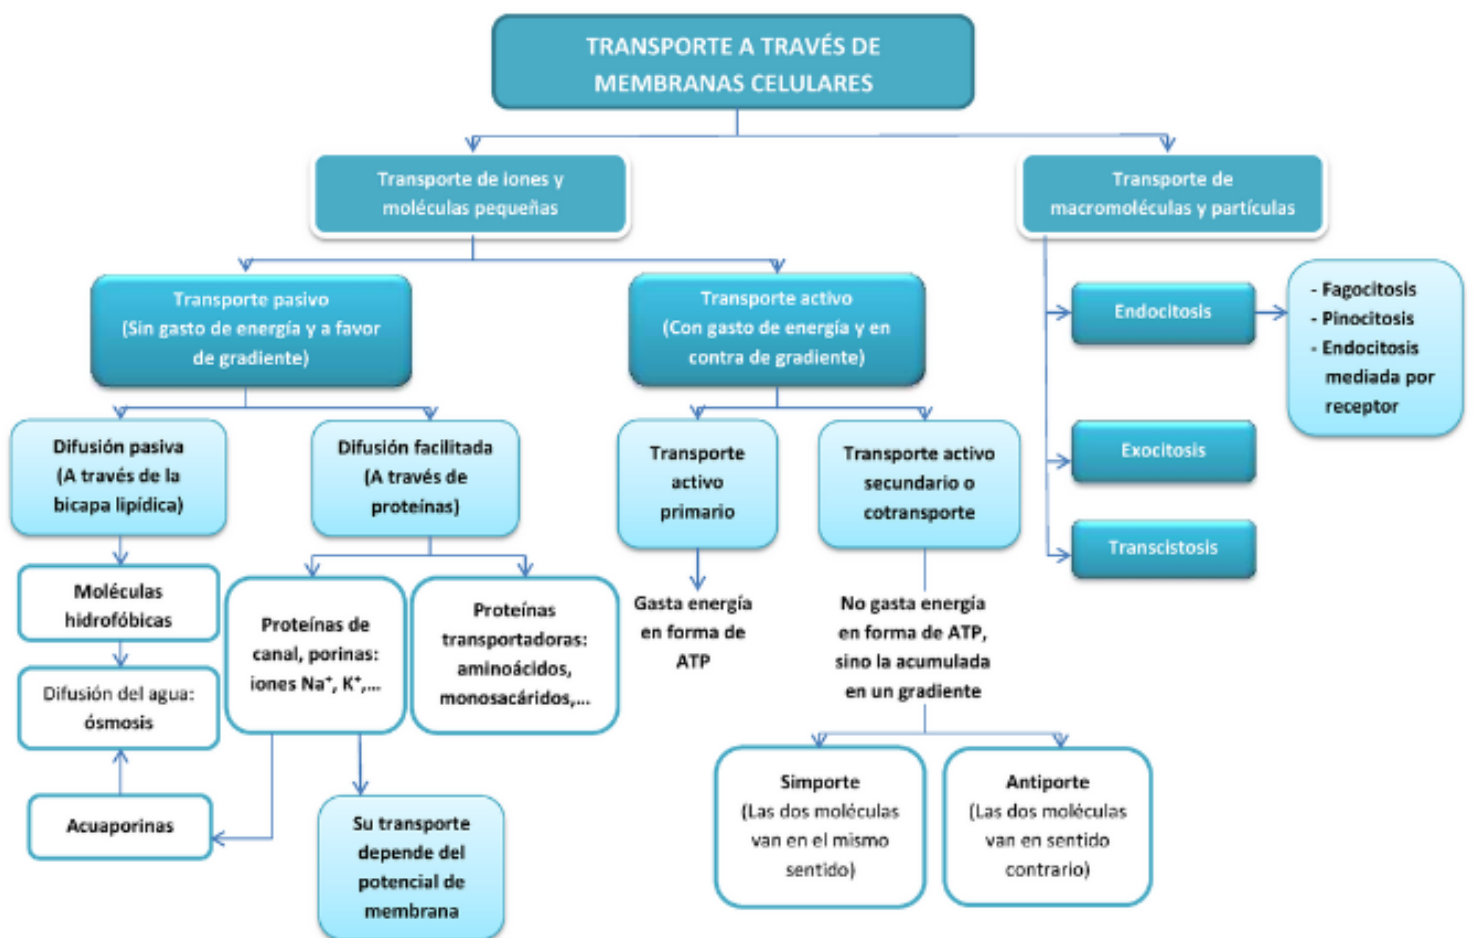 TRANSPORTE A TRAVÉS DE
MEMBRANAS CELULARES
Transporte de iones y
moléculas pequeñas
Transporte de
macromoléculas y partículas
Transporte pasivo
(Sin gasto de energía y a favor
de gradiente)
Transporte activo
(Con gasto de energía y en
contra de gradiente)
Endocitosis
- Fagocitosis
- Pinocitosis
- Endocitosis
mediada por
receptor
Exocitosis
Transcistosis
Difusión pasiva
(A través de la
bicapa lipídica)
Difusión facilitada
(A través de
proteínas)
Transporte
activo
primario
Transporte activo
secundario o
cotransporte
Moléculas
hidrofóbicas
Difusión del agua:
ósmosis
Acuaporinas
Proteínas de
canal, porinas:
iones Na⁺, K⁺,...
Proteínas
transportadoras:
aminoácidos,
monosacáridos,...
Su transporte
depende del
potencial de
membrana
Gasta energía
en forma de
ATP
No gasta energía
en forma de ATP,
sino la acumulada
en un gradiente
Simporte
(Las dos moléculas
van en el mismo
sentido)
Antiporte
(Las dos moléculas
van en sentido
contrario)